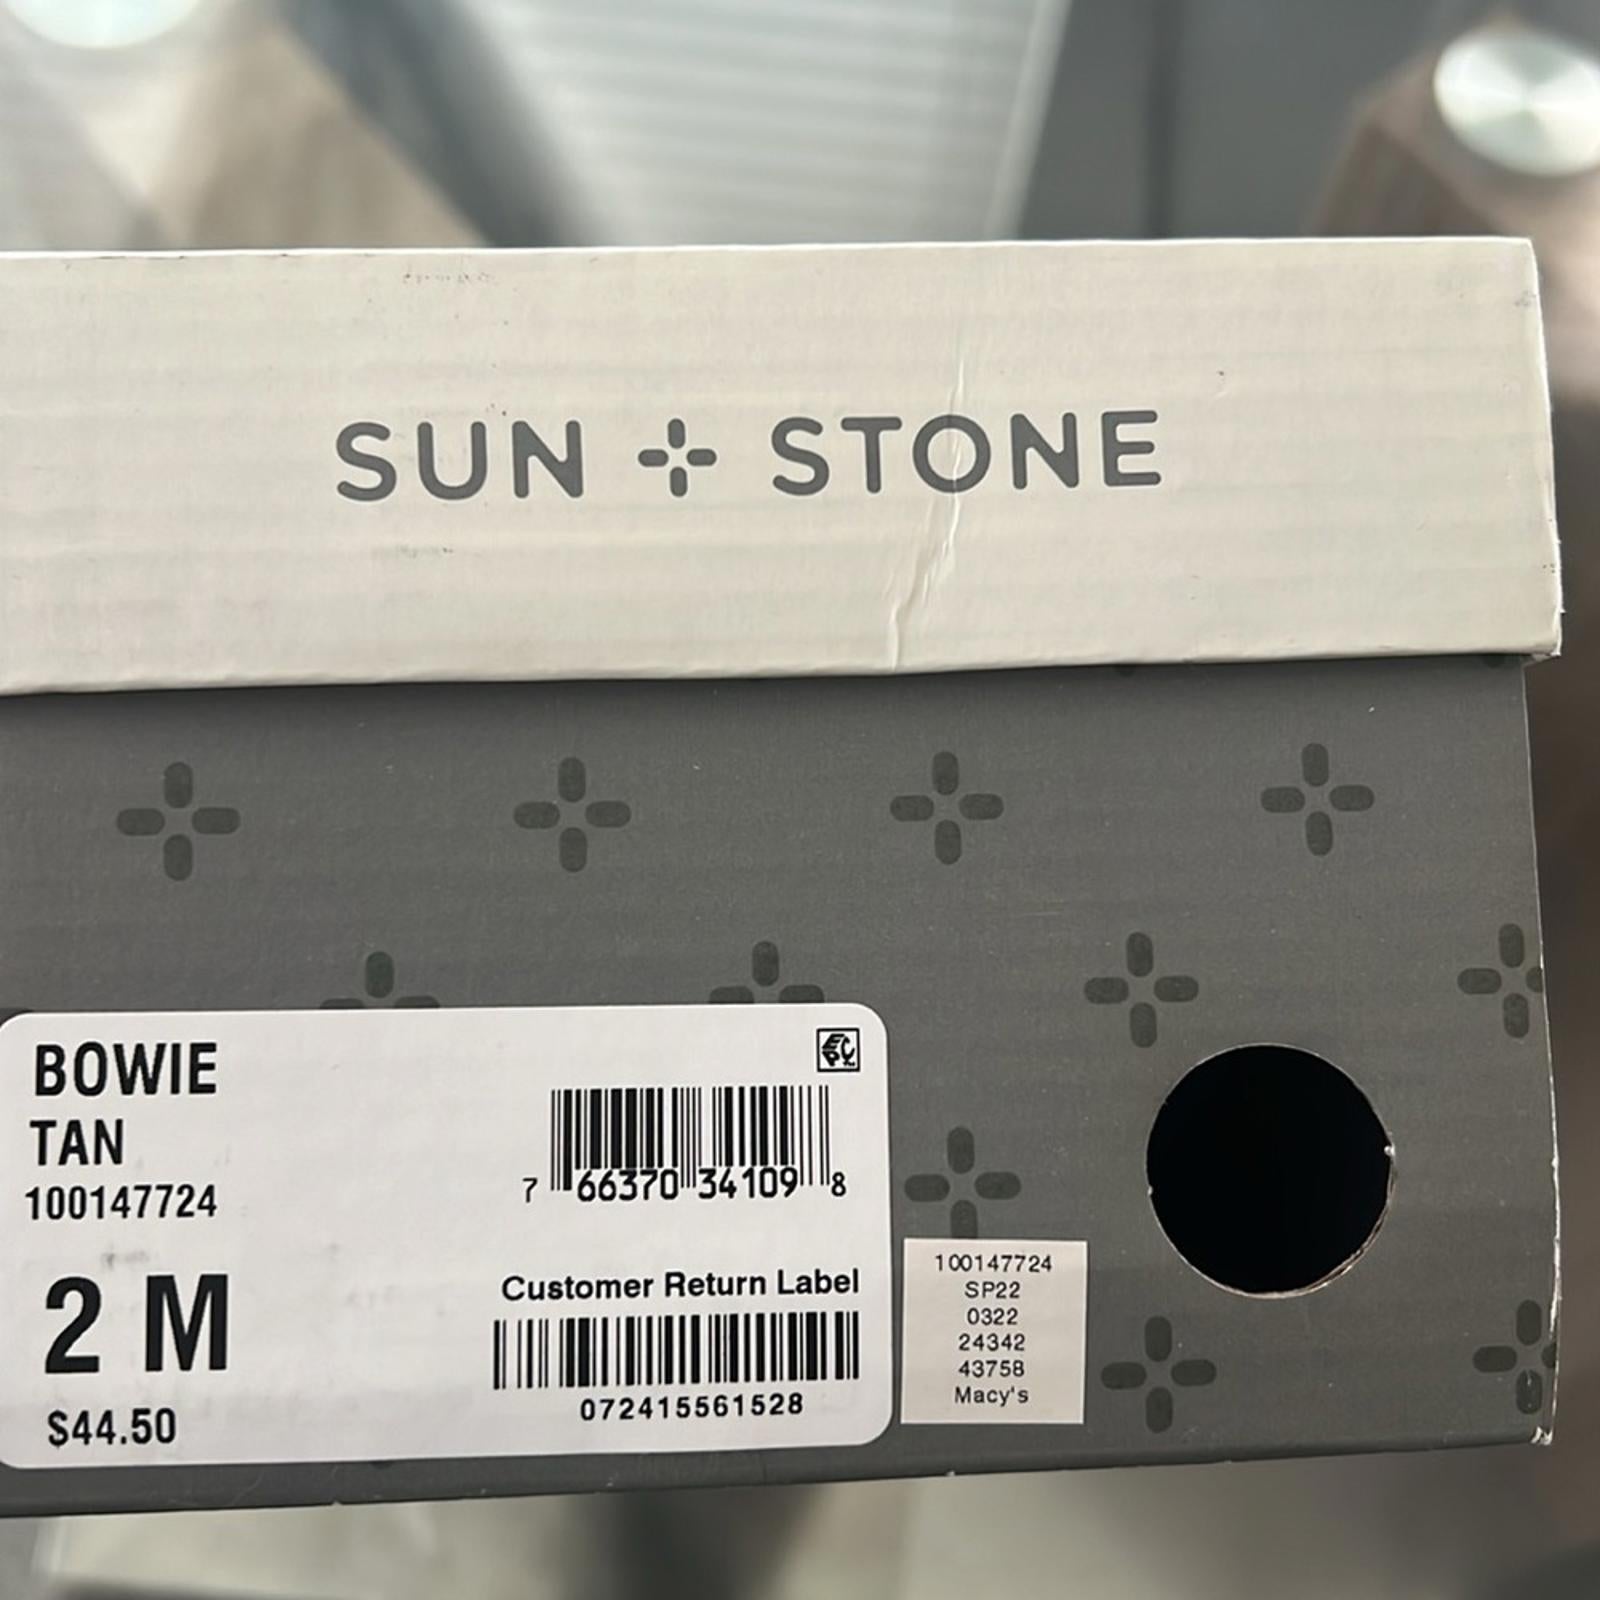 SUN STONE
BOWIE
TAN
100147724
2 M
$44.50
EPC
7 66370 34109 8
Customer Return Label
072415561528
100147724
SP22
0322
24342
43758
Macy's